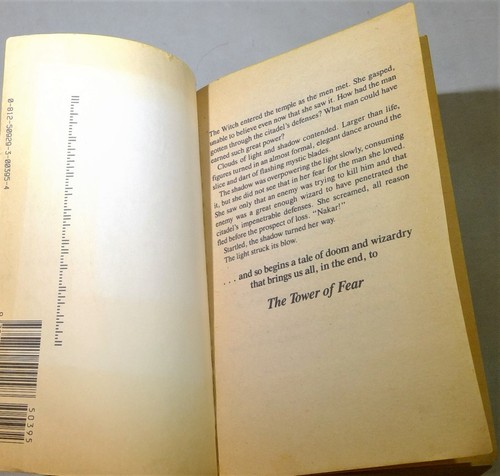 0-812-50929-3-00395-4
50395
The Witch entered the temple as the men met. She gasped,
unable to believe even now that she saw it. How had the man
gotten through the citadel's defenses? What man could have
earned such great power?
Clouds of light and shadow contended. Larger than life,
figures turned in an almost formal, elegant dance around the
slice and dart of flashing mystic blades.
The shadow was overpowering the light slowly, consuming
it, but she did not see that in her fear for the man she loved.
She saw only that an enemy was trying to kill him and that
enemy was a great enough wizard to have penetrated the
citadel's impenetrable defenses. She screamed, all reason
fled before the prospect of loss. "Nakar!"
Startled, the shadow turned her way.
The light struck its blow.
. . . and so begins a tale of doom and wizardry
that brings us all, in the end, to
The Tower of Fear